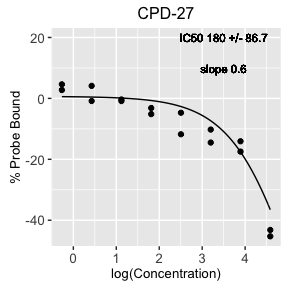 CPD-27
IC50 180 +/- 86.7
slope 0.6
% Probe Bound
20
0
-20
-40
0
1
2
3
4
log(Concentration)